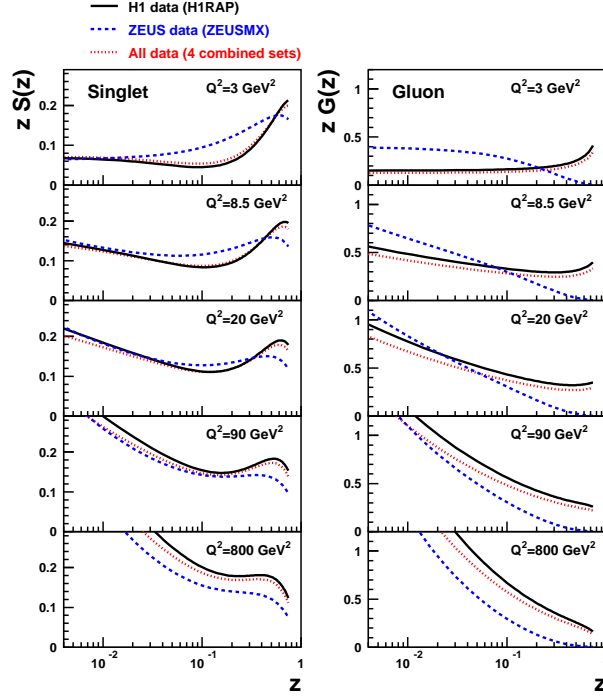 H1 data (H1RAP)
ZEUS data (ZEUSMX)
All data (4 combined sets)
z S(z)
z G(z)
Singlet
Q²=3 GeV²
Gluon
Q²=3 GeV²
0.2
0.1
0
1
0.5
0
Q²=8.5 GeV²
Q²=8.5 GeV²
0.2
0.1
0
1
0.5
0
Q²=20 GeV²
Q²=20 GeV²
0.2
0.1
0
1
0.5
0
Q²=90 GeV²
Q²=90 GeV²
0.2
0.1
0
1
0.5
0
Q²=800 GeV²
Q²=800 GeV²
0.2
0.1
0
1
0.5
0
10⁻² 10⁻¹ 1
10⁻² 10⁻¹
z
z